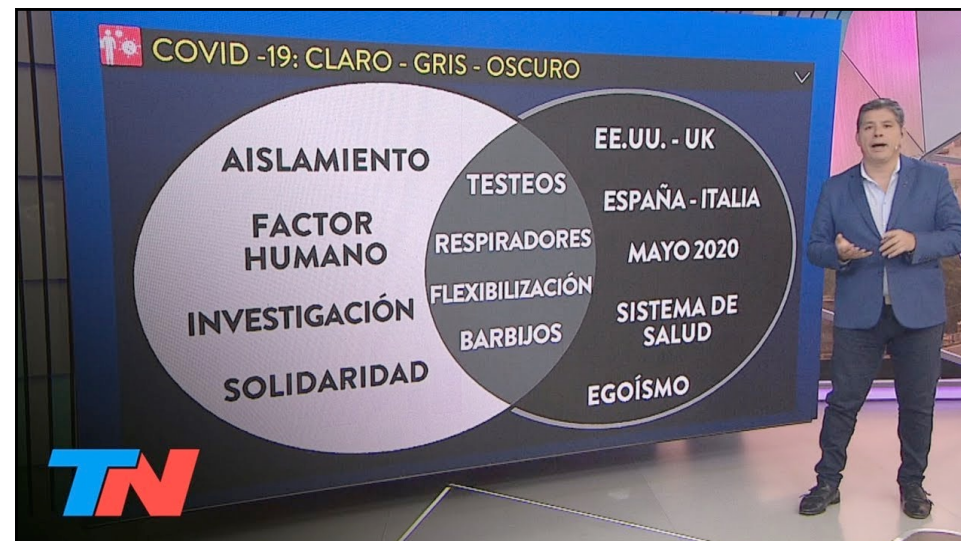 COVID -19: CLARO - GRIS - OSCURO
AISLAMIENTO
FACTOR
HUMANO
INVESTIGACIÓN
SOLIDARIDAD
TESTEOS
RESPIRADORES
FLEXIBILIZACIÓN
BARBIJOS
EE.UU. - UK
ESPAÑA - ITALIA
MAYO 2020
SISTEMA DE
SALUD
EGOÍSMO
TN